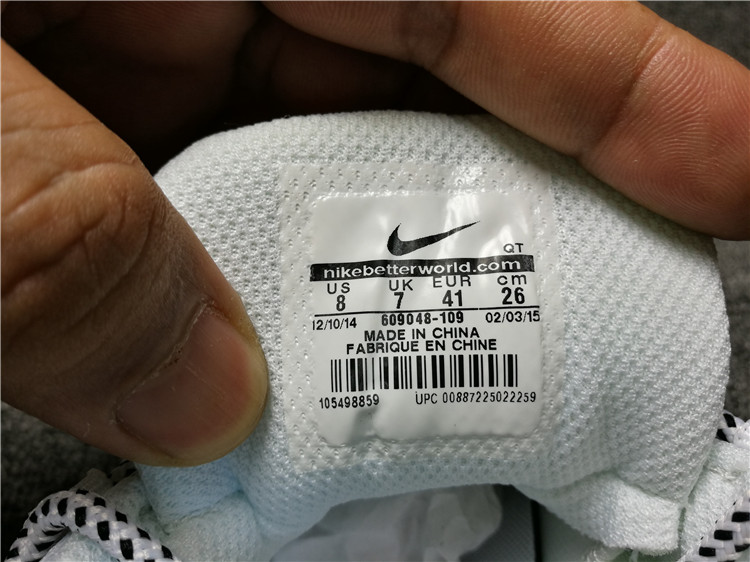 QT
nikebetterworld.com
US UK EUR cm
8 7 41 26
12/10/14 609048-109 02/03/15
MADE IN CHINA
FABRIQUE EN CHINE
105498859 UPC 00887225022259